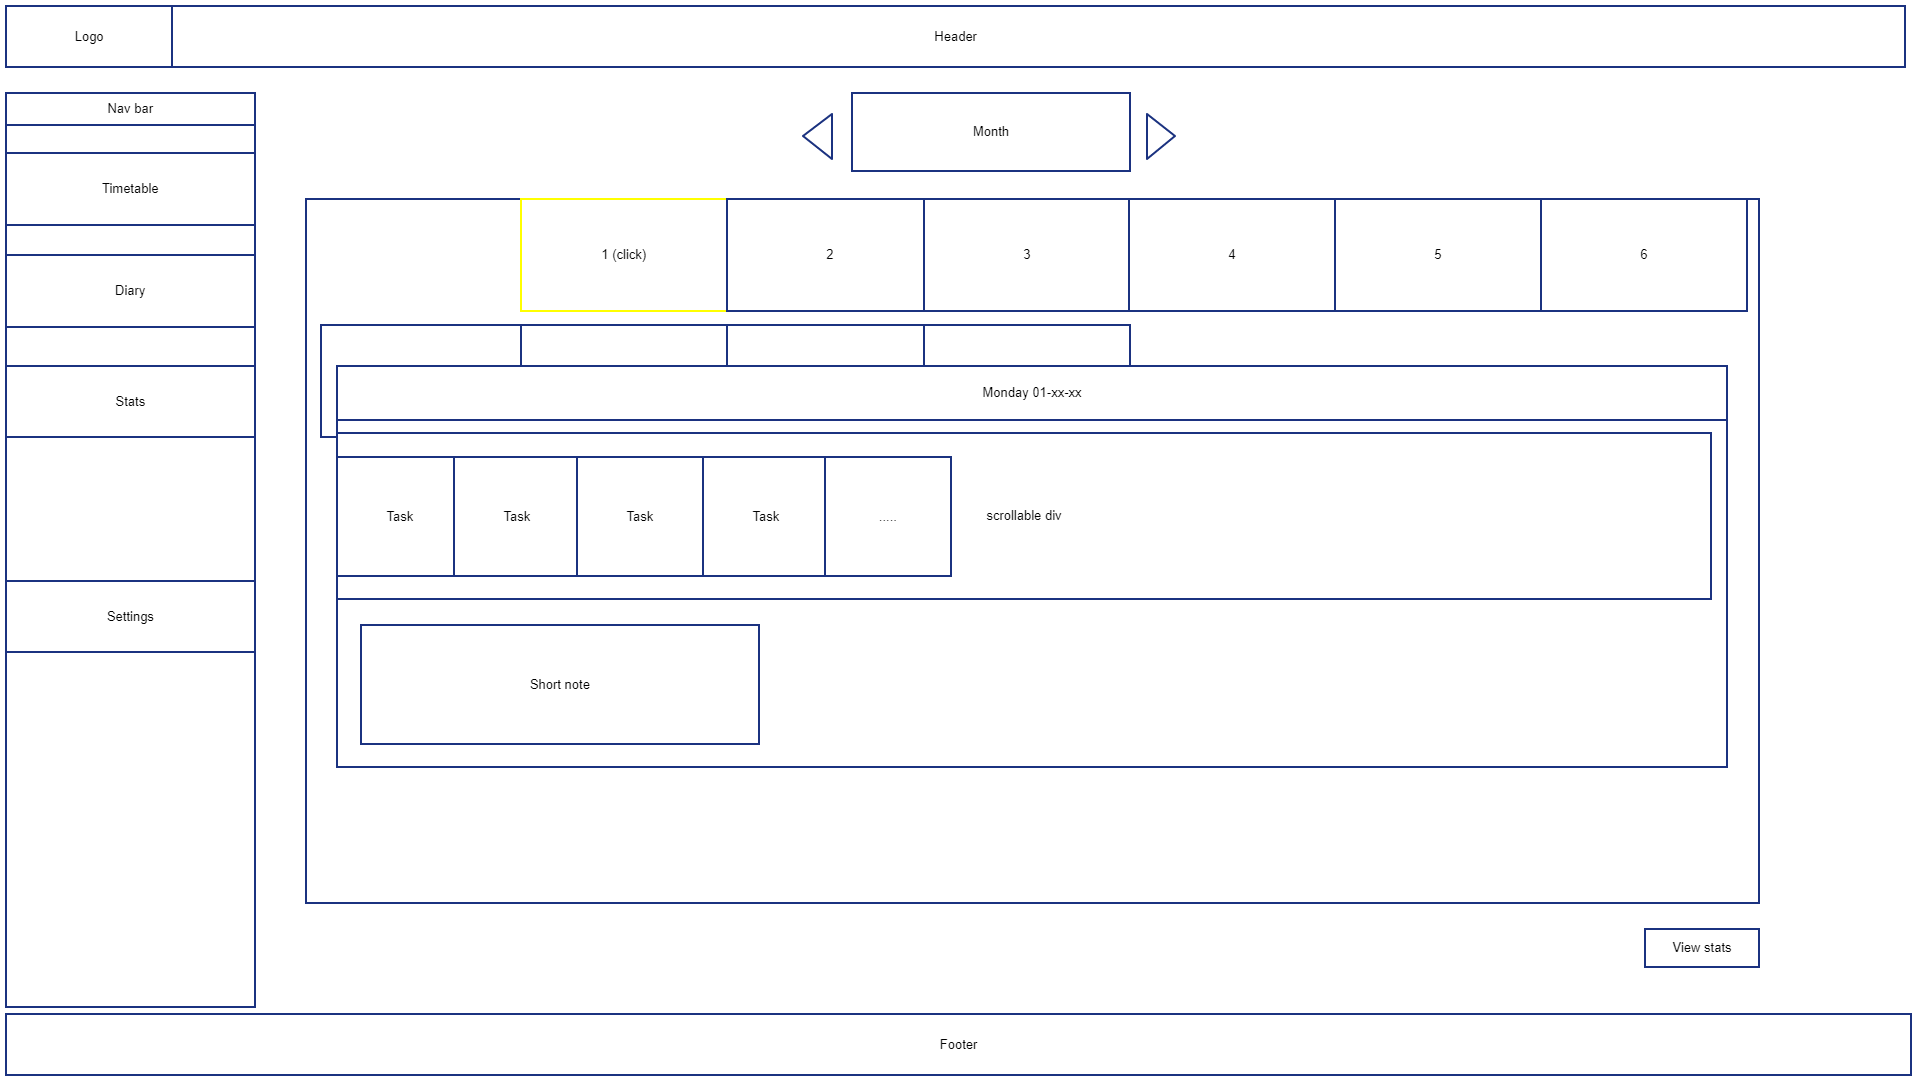 Logo
Header
Nav bar
Month
Timetable
1 (click)
2
3
4
5
6
Diary
Stats
Monday 01-xx-xx
Task
Task
Task
Task
.....
scrollable div
Settings
Short note
View stats
Footer